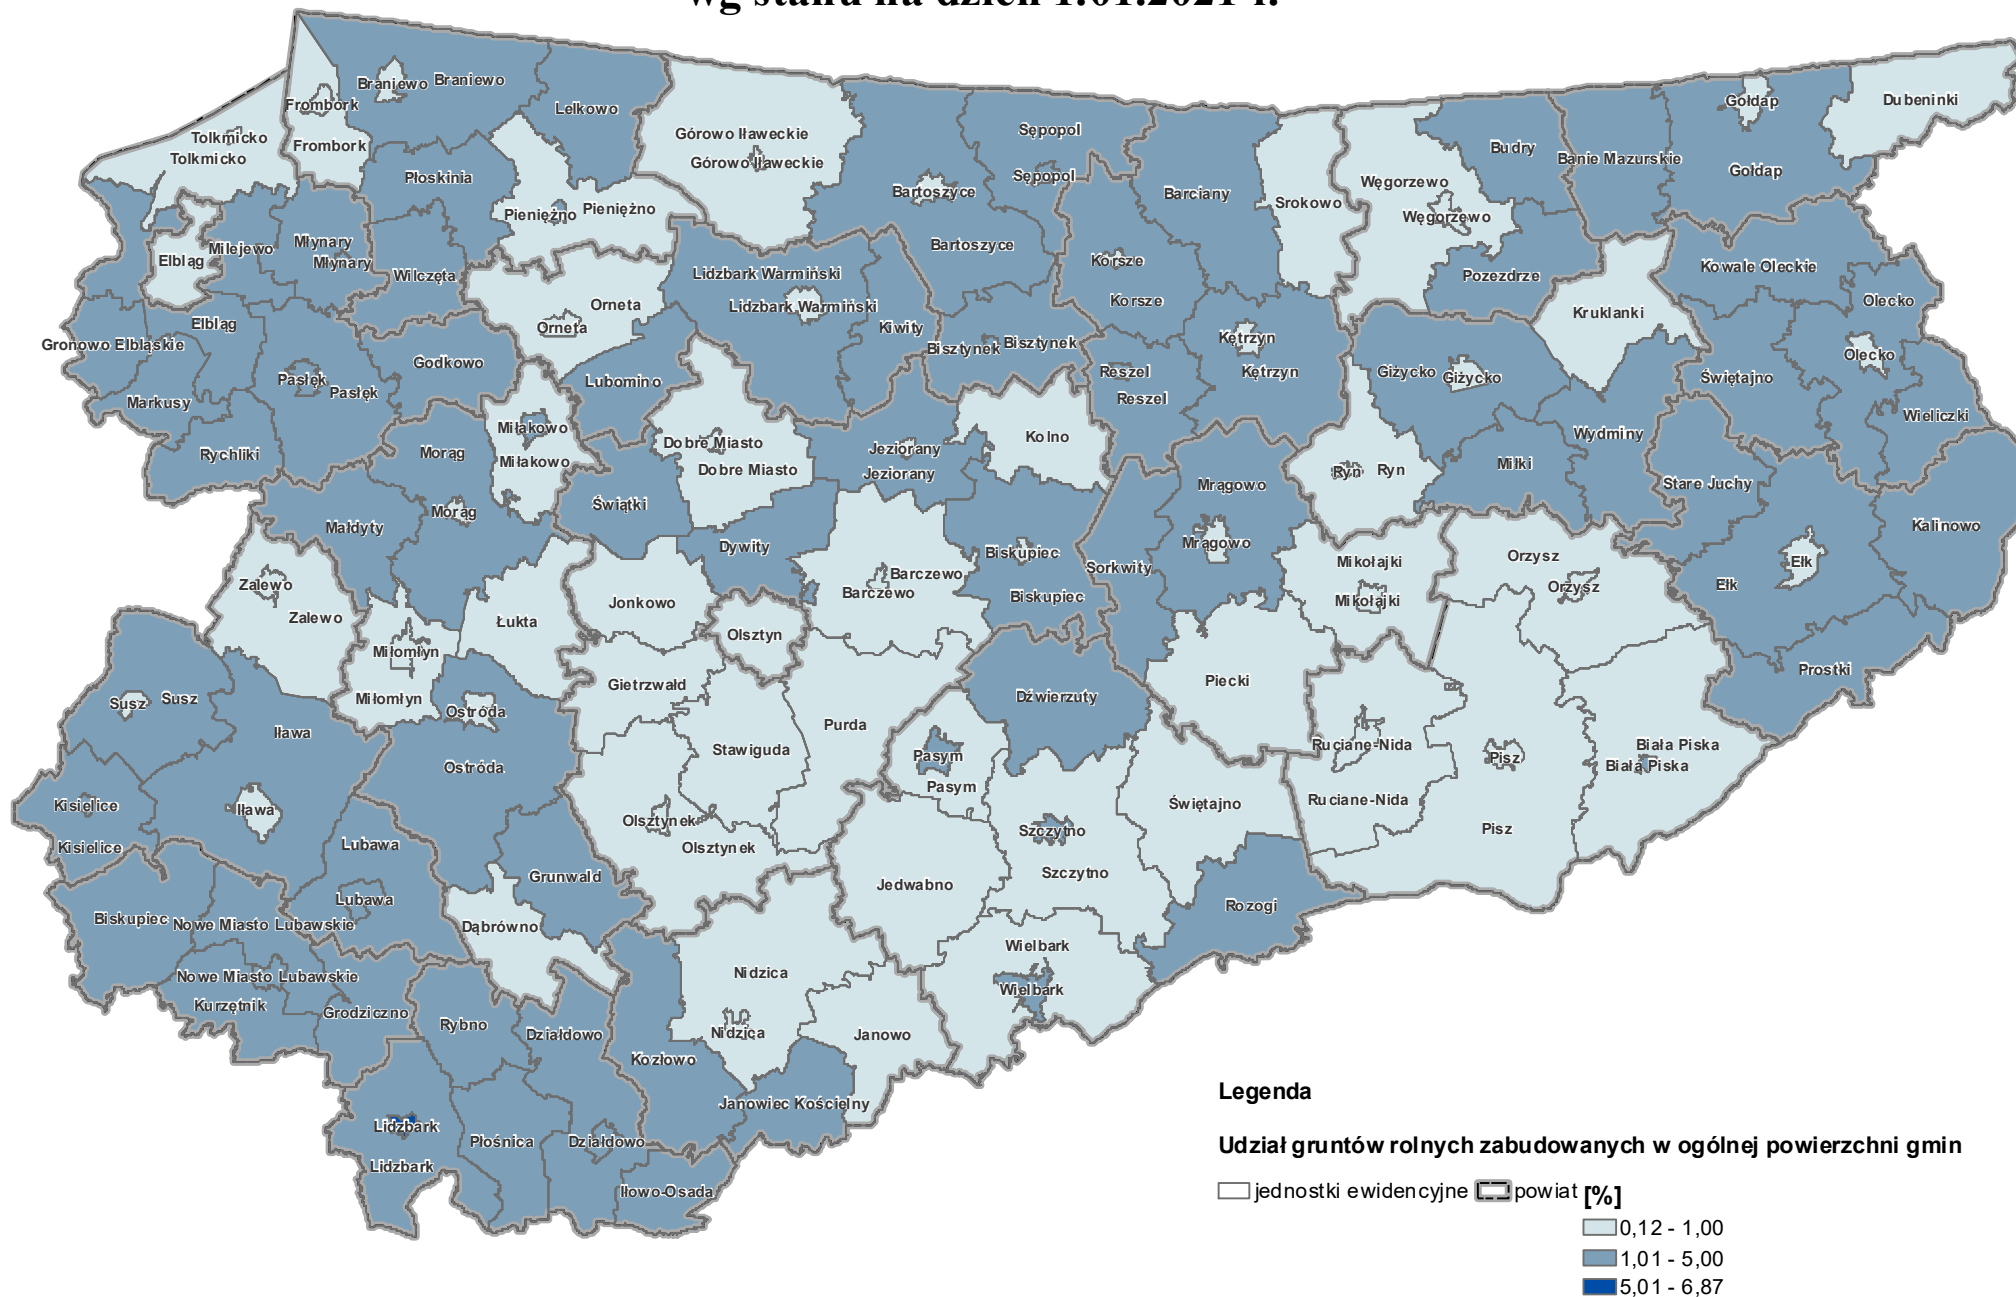 wg stanu na dzień 1.01.2021 r.
Braniewo
Braniewo
Lelkowo
Frombork
Frombork
Tolkmicko
Tolkmicko
Płoskinia
Pieniężno
Pieniężno
Górowo Iławeckie
Górowo Iławeckie
Sępopol
Sępopol
Bartoszyce
Bartoszyce
Barciany
Srokowo
Węgorzewo
Węgorzewo
Budry
Banie Mazurskie
Gołdap
Gołdap
Dubeninki
Elbląg
Milejewo
Młynary
Młynary
Wilczęta
Orneta
Orneta
Lidzbark Warmiński
Lidzbark Warmiński
Kiwity
Korsze
Korsze
Pozezdrze
Kruklanki
Kowale Oleckie
Olecko
Olecko
Elbląg
Gronowo Elbląskie
Markusy
Pasłęk
Pasłęk
Godkowo
Lubomino
Bisztynek
Bisztynek
Reszel
Reszel
Kętrzyn
Kętrzyn
Giżycko
Giżycko
Świętajno
Wieliczki
Rychliki
Morąg
Morąg
Miłakowo
Miłakowo
Dobre Miasto
Dobre Miasto
Jeziorany
Jeziorany
Kolno
Mrągowo
Mrągowo
Ryn
Ryn
Miłki
Wydminy
Stare Juchy
Kalinowo
Małdyty
Świątki
Dywity
Biskupiec
Biskupiec
Sorkwity
Mikołajki
Mikołajki
Orzysz
Orzysz
Ełk
Ełk
Zalewo
Zalewo
Łukta
Jonkowo
Barczewo
Barczewo
Olsztyn
Miłomłyn
Miłomłyn
Susz
Susz
Iława
Iława
Ostróda
Ostróda
Gietrzwałd
Stawiguda
Purda
Dźwierzuty
Piecki
Prostki
Pasym
Pasym
Ruciane-Nida
Ruciane-Nida
Pisz
Pisz
Biała Piska
Biała Piska
Kisielice
Kisielice
Lubawa
Lubawa
Grunwald
Olsztynek
Olsztynek
Szczytno
Szczytno
Świętajno
Jedwabno
Rozogi
Biskupiec
Nowe Miasto Lubawskie
Nowe Miasto Lubawskie
Kurzętnik
Grodziczno
Dąbrówno
Nidzica
Nidzica
Wielbark
Wielbark
Rybno
Działdowo
Działdowo
Kozłowo
Janowo
Janowiec Kościelny
Lidzbark
Lidzbark
Płośnica
Iłowo-Osada
Legenda
Udział gruntów rolnych zabudowanych w ogólnej powierzchni gmin
jednostki ewidencyjne powiat [%]
0,12 - 1,00
1,01 - 5,00
5,01 - 6,87